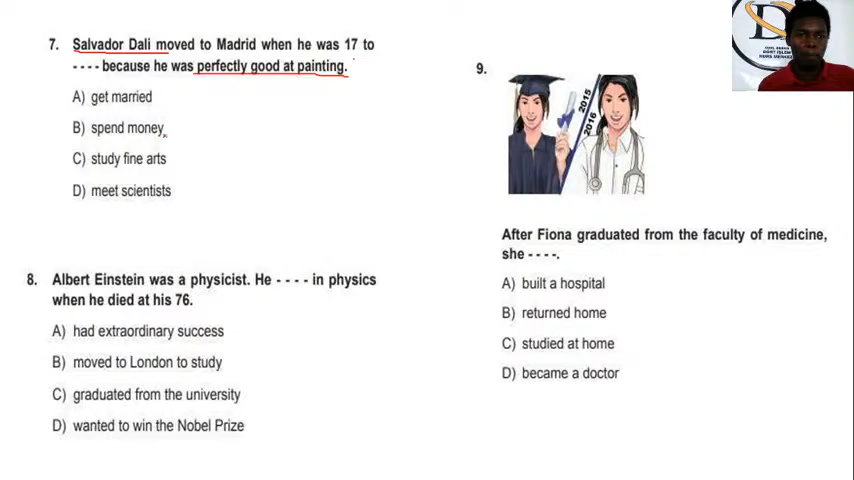 7. Salvador Dali moved to Madrid when he was 17 to
---- because he was perfectly good at painting.
A) get married
B) spend money
C) study fine arts
D) meet scientists
8. Albert Einstein was a physicist. He ---- in physics
when he died at his 76.
A) had extraordinary success
B) moved to London to study
C) graduated from the university
D) wanted to win the Nobel Prize
9.
2015
2016
After Fiona graduated from the faculty of medicine,
she ----.
A) built a hospital
B) returned home
C) studied at home
D) became a doctor